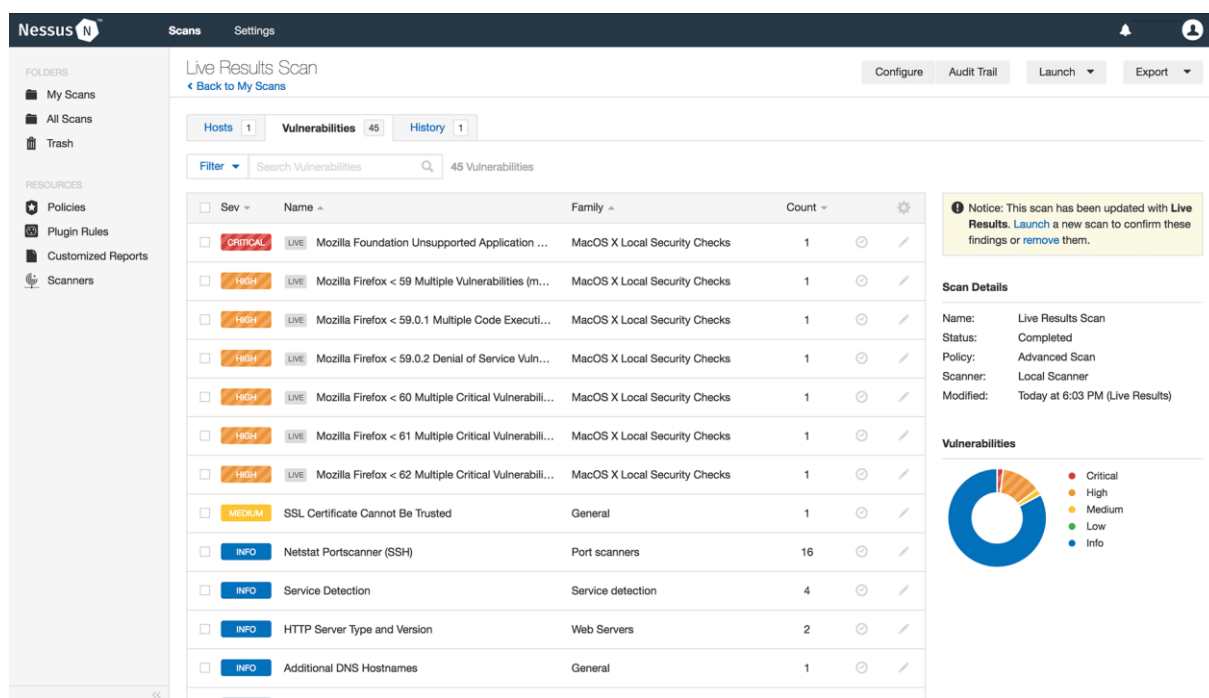 Nessus N ™ Scans Settings
FOLDERS
My Scans
All Scans
Trash
RESOURCES
Policies
Plugin Rules
Customized Reports
Scanners
Live Results Scan
Back to My Scans
Configure Audit Trail Launch Export
Hosts 1 Vulnerabilities 45 History 1
Filter Search Vulnerabilities 45 Vulnerabilities
Sev Name Family Count
CRITICAL LIVE Mozilla Foundation Unsupported Application ... MacOS X Local Security Checks 1
HIGH LIVE Mozilla Firefox < 59 Multiple Vulnerabilities (m... MacOS X Local Security Checks 1
HIGH LIVE Mozilla Firefox < 59.0.1 Multiple Code Executi... MacOS X Local Security Checks 1
HIGH LIVE Mozilla Firefox < 59.0.2 Denial of Service Vuln... MacOS X Local Security Checks 1
HIGH LIVE Mozilla Firefox < 60 Multiple Critical Vulnerabili... MacOS X Local Security Checks 1
HIGH LIVE Mozilla Firefox < 61 Multiple Critical Vulnerabili... MacOS X Local Security Checks 1
HIGH LIVE Mozilla Firefox < 62 Multiple Critical Vulnerabili... MacOS X Local Security Checks 1
MEDIUM SSL Certificate Cannot Be Trusted General 1
INFO Netstat Portscanner (SSH) Port scanners 16
INFO Service Detection Service detection 4
INFO HTTP Server Type and Version Web Servers 2
INFO Additional DNS Hostnames General 1
Notice: This scan has been updated with Live
Results. Launch a new scan to confirm these
findings or remove them.
Scan Details
Name: Live Results Scan
Status: Completed
Policy: Advanced Scan
Scanner: Local Scanner
Modified: Today at 6:03 PM (Live Results)
Vulnerabilities
Critical
High
Medium
Low
Info